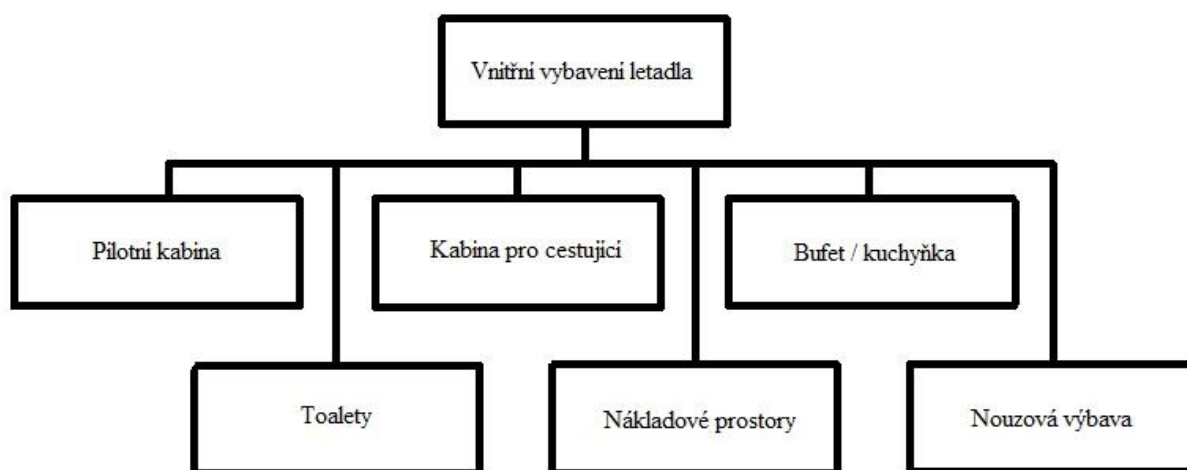 Vnitřní vybavení letadla
Pilotní kabina
Kabina pro cestující
Bufet / kuchyňka
Toalety
Nákladové prostory
Nouzová výbava